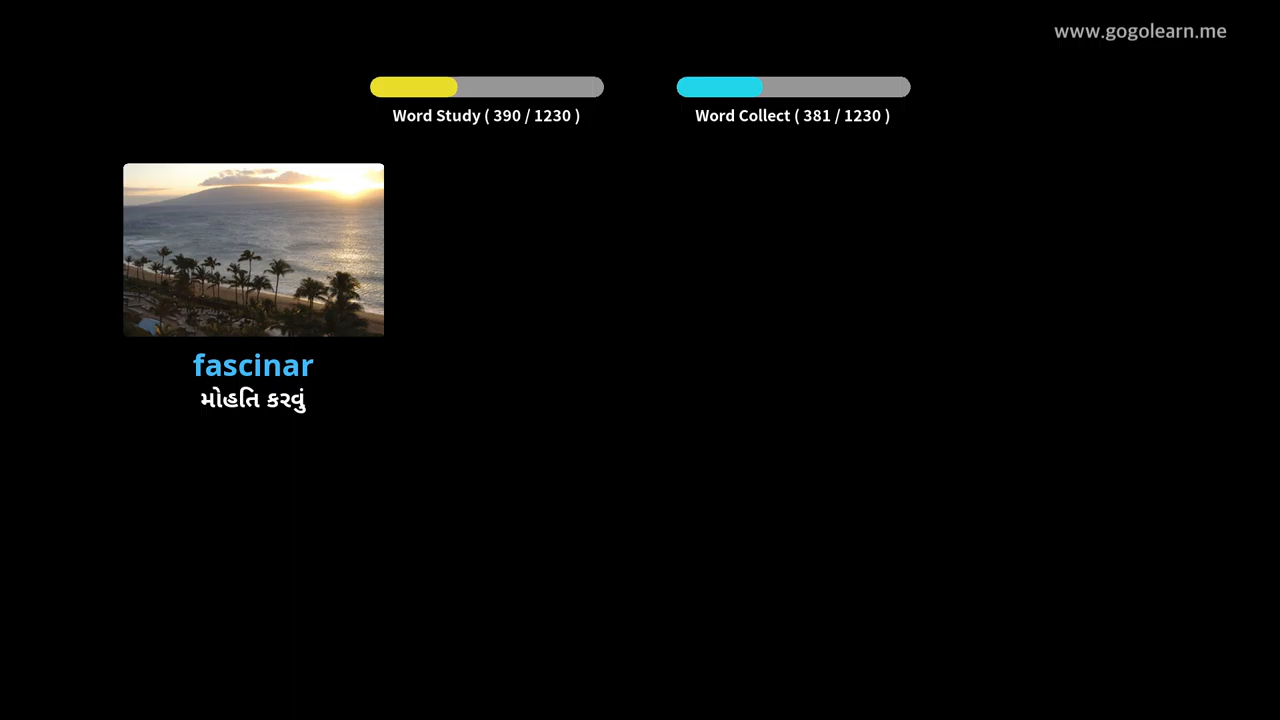 www.gogolearn.me
Word Study ( 390 / 1230 )
Word Collect ( 381 / 1230 )
fascinar
મોહતિ કરવું